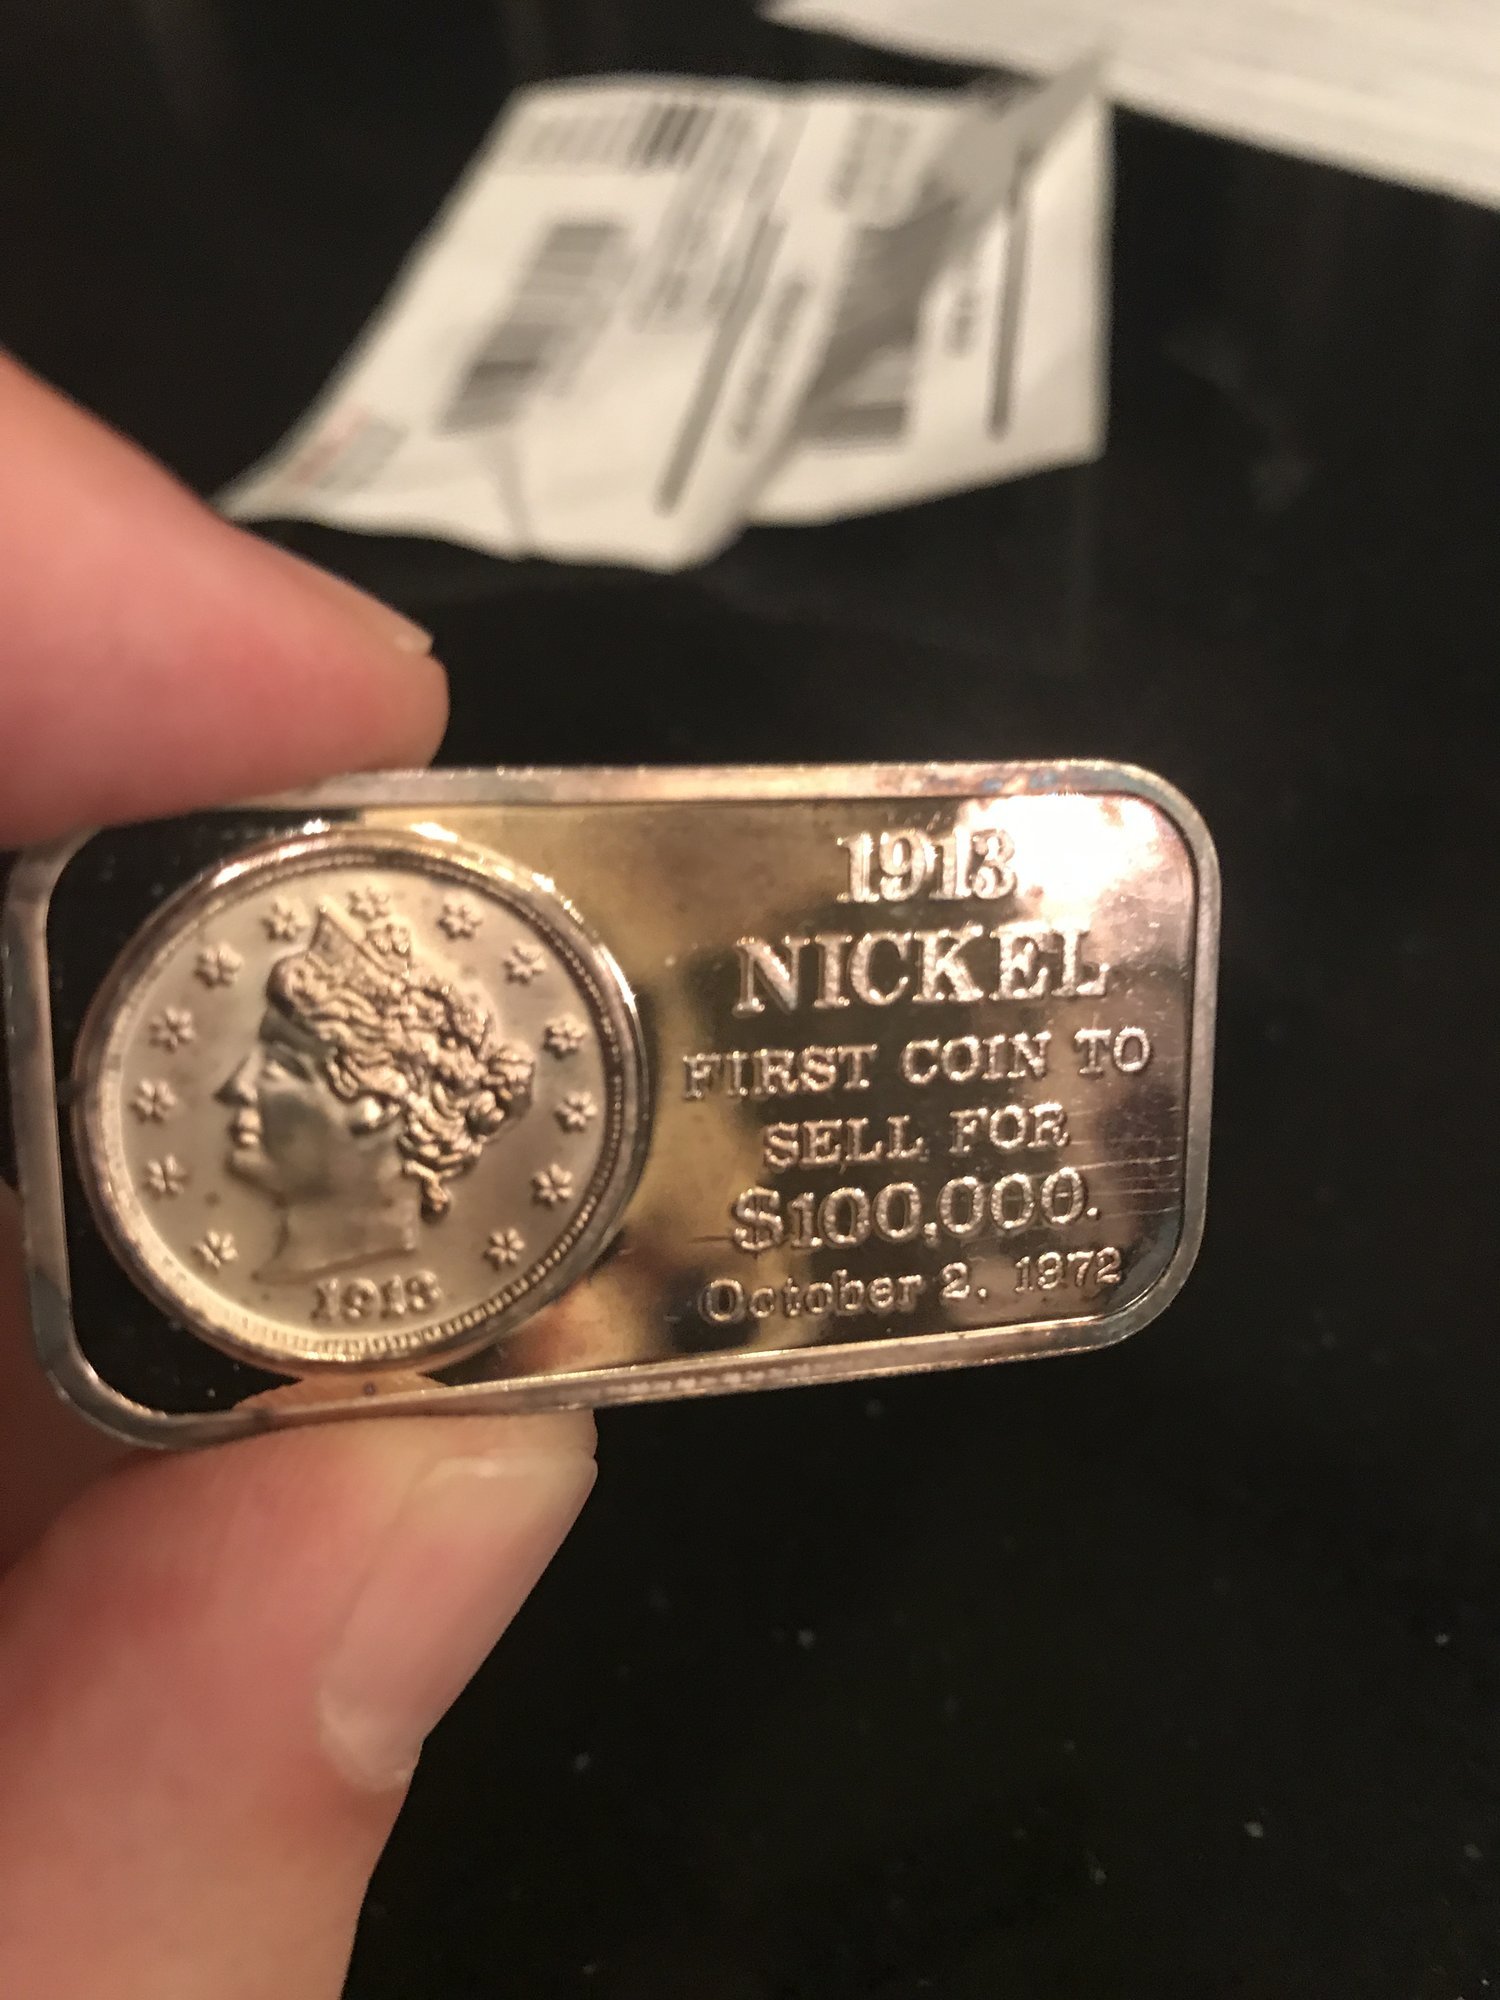 1913
NICKEL
FIRST COIN TO
SELL FOR
$100,000.
October 2, 1972
1913